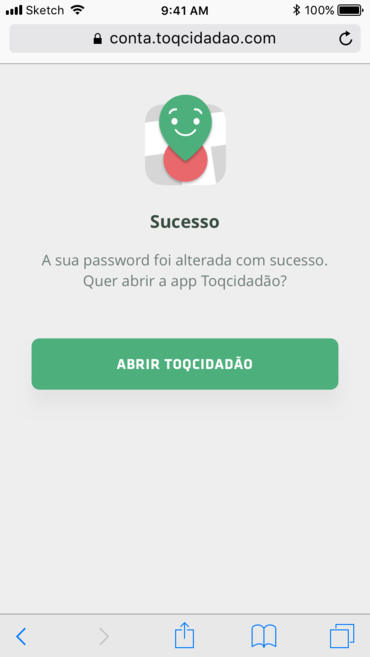 Sketch 9:41 AM 100%
conta.toqcidadao.com
Sucesso
A sua password foi alterada com sucesso.
Quer abrir a app Toqcidadão?
ABRIR TOQCIDADÃO